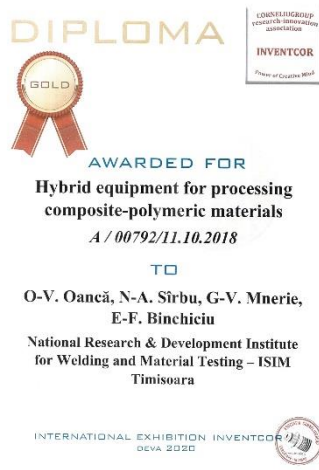 DIPLOMA
CORNELIUGROUP
research-innovation
association
INVENTCOR
Power of Creative Mind
GOLD
AWARDED FOR
Hybrid equipment for processing
composite-polymeric materials
A / 00792/11.10.2018
TO
O-V. Oancă, N-A. Sîrbu, G-V. Mnerie,
E-F. Binchiciu
National Research & Development Institute
for Welding and Material Testing – ISIM
Timisoara
INTERNATIONAL EXHIBITION INVENTCOR
DEVA 2020